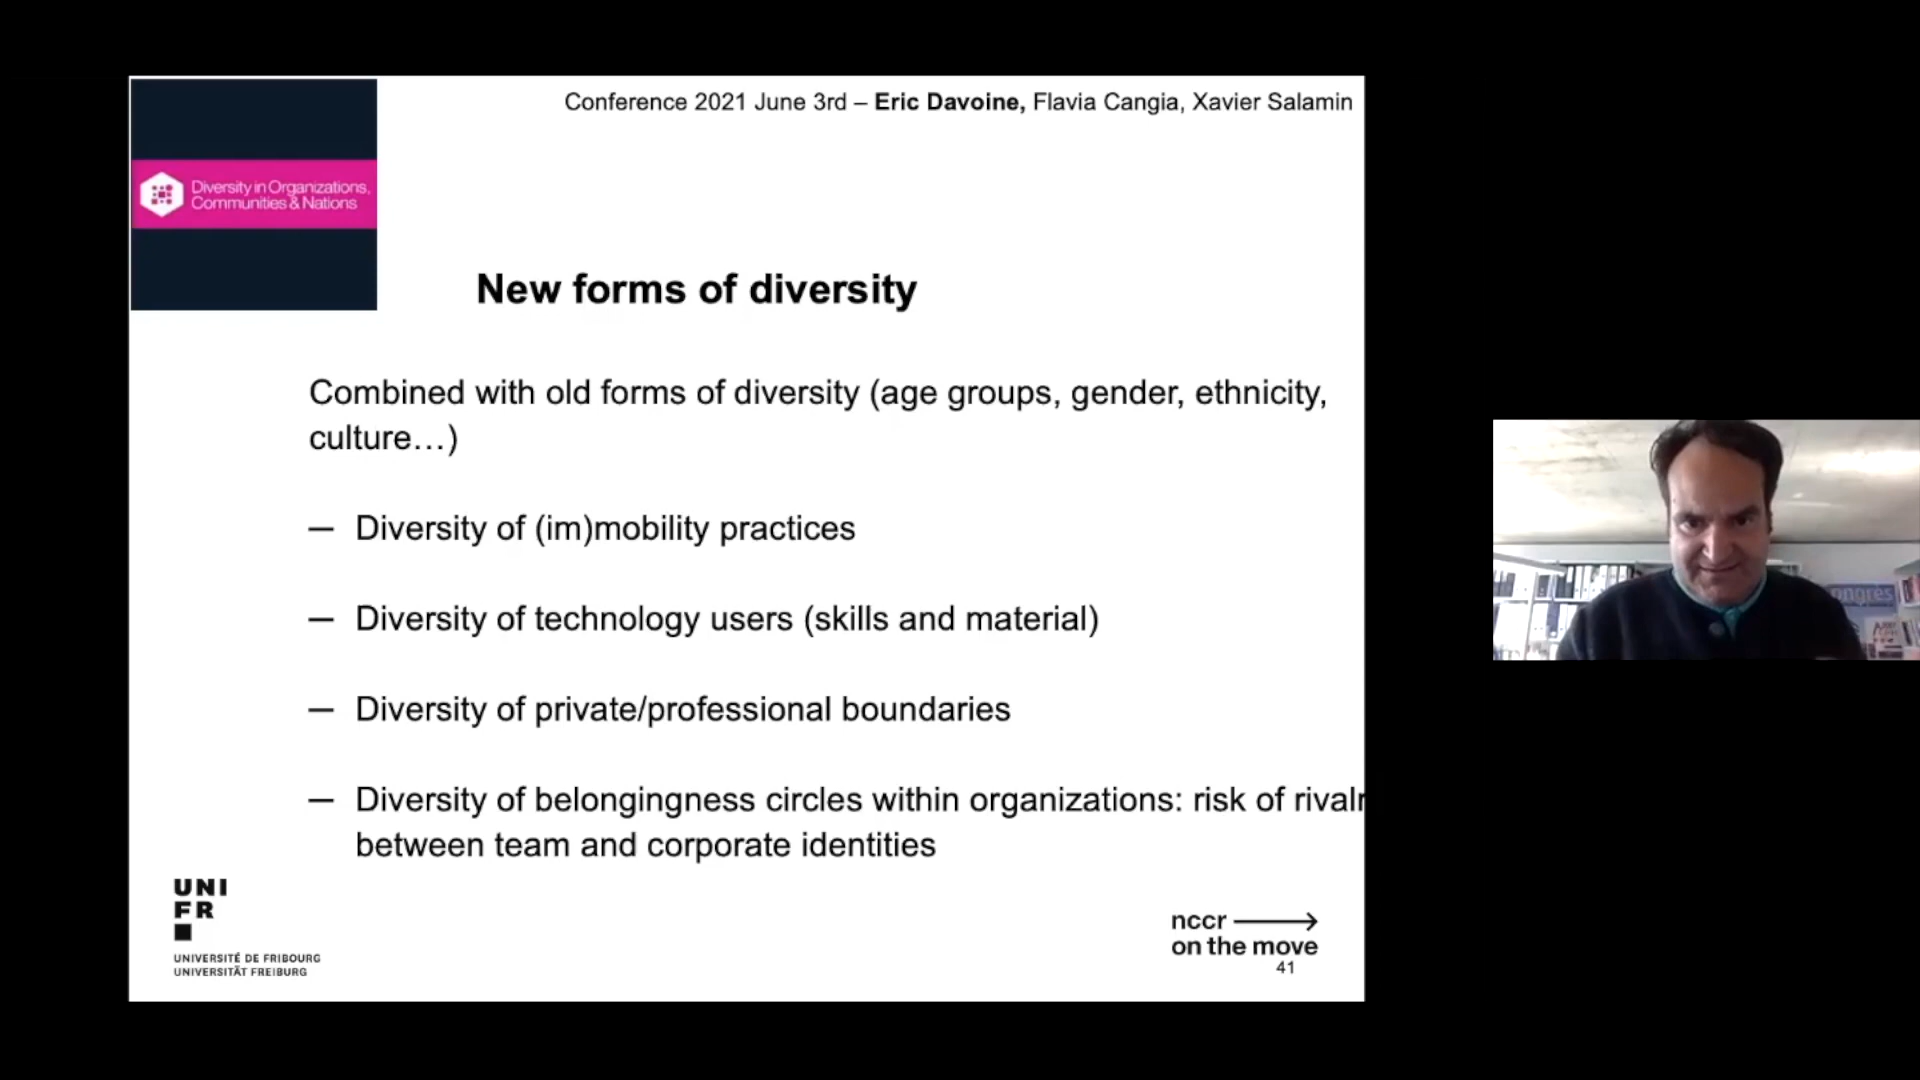 Conference 2021 June 3rd – Eric Davoine, Flavia Cangia, Xavier Salamin
Diversity in Organizations,
Communities & Nations
New forms of diversity
Combined with old forms of diversity (age groups, gender, ethnicity,
culture…)
— Diversity of (im)mobility practices
— Diversity of technology users (skills and material)
— Diversity of private/professional boundaries
— Diversity of belongingness circles within organizations: risk of rivalr
between team and corporate identities
UNI
FR
UNIVERSITÉ DE FRIBOURG
UNIVERSITÄT FREIBURG
nccr
on the move
41